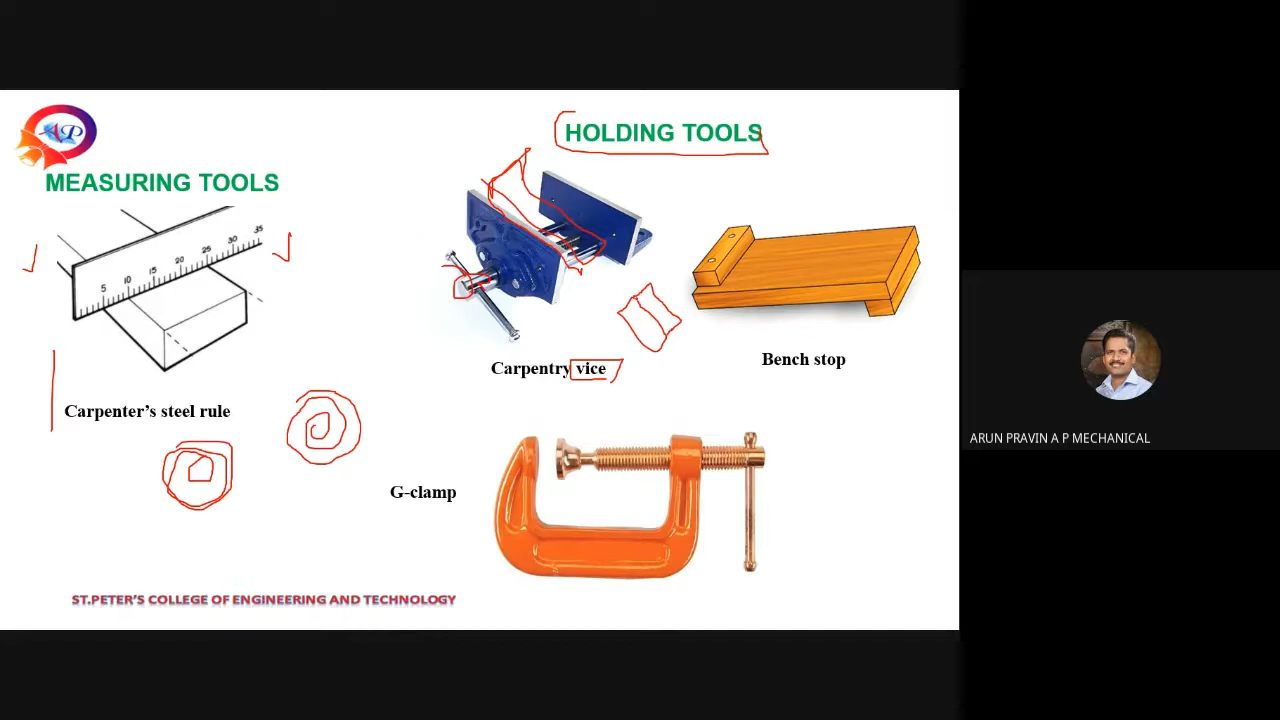 AP
HOLDING TOOLS
MEASURING TOOLS
5 10 15 20 25 30 35
Carpentry vice
Bench stop
Carpenter’s steel rule
G-clamp
ST.PETER’S COLLEGE OF ENGINEERING AND TECHNOLOGY
ARUN PRAVIN A P MECHANICAL